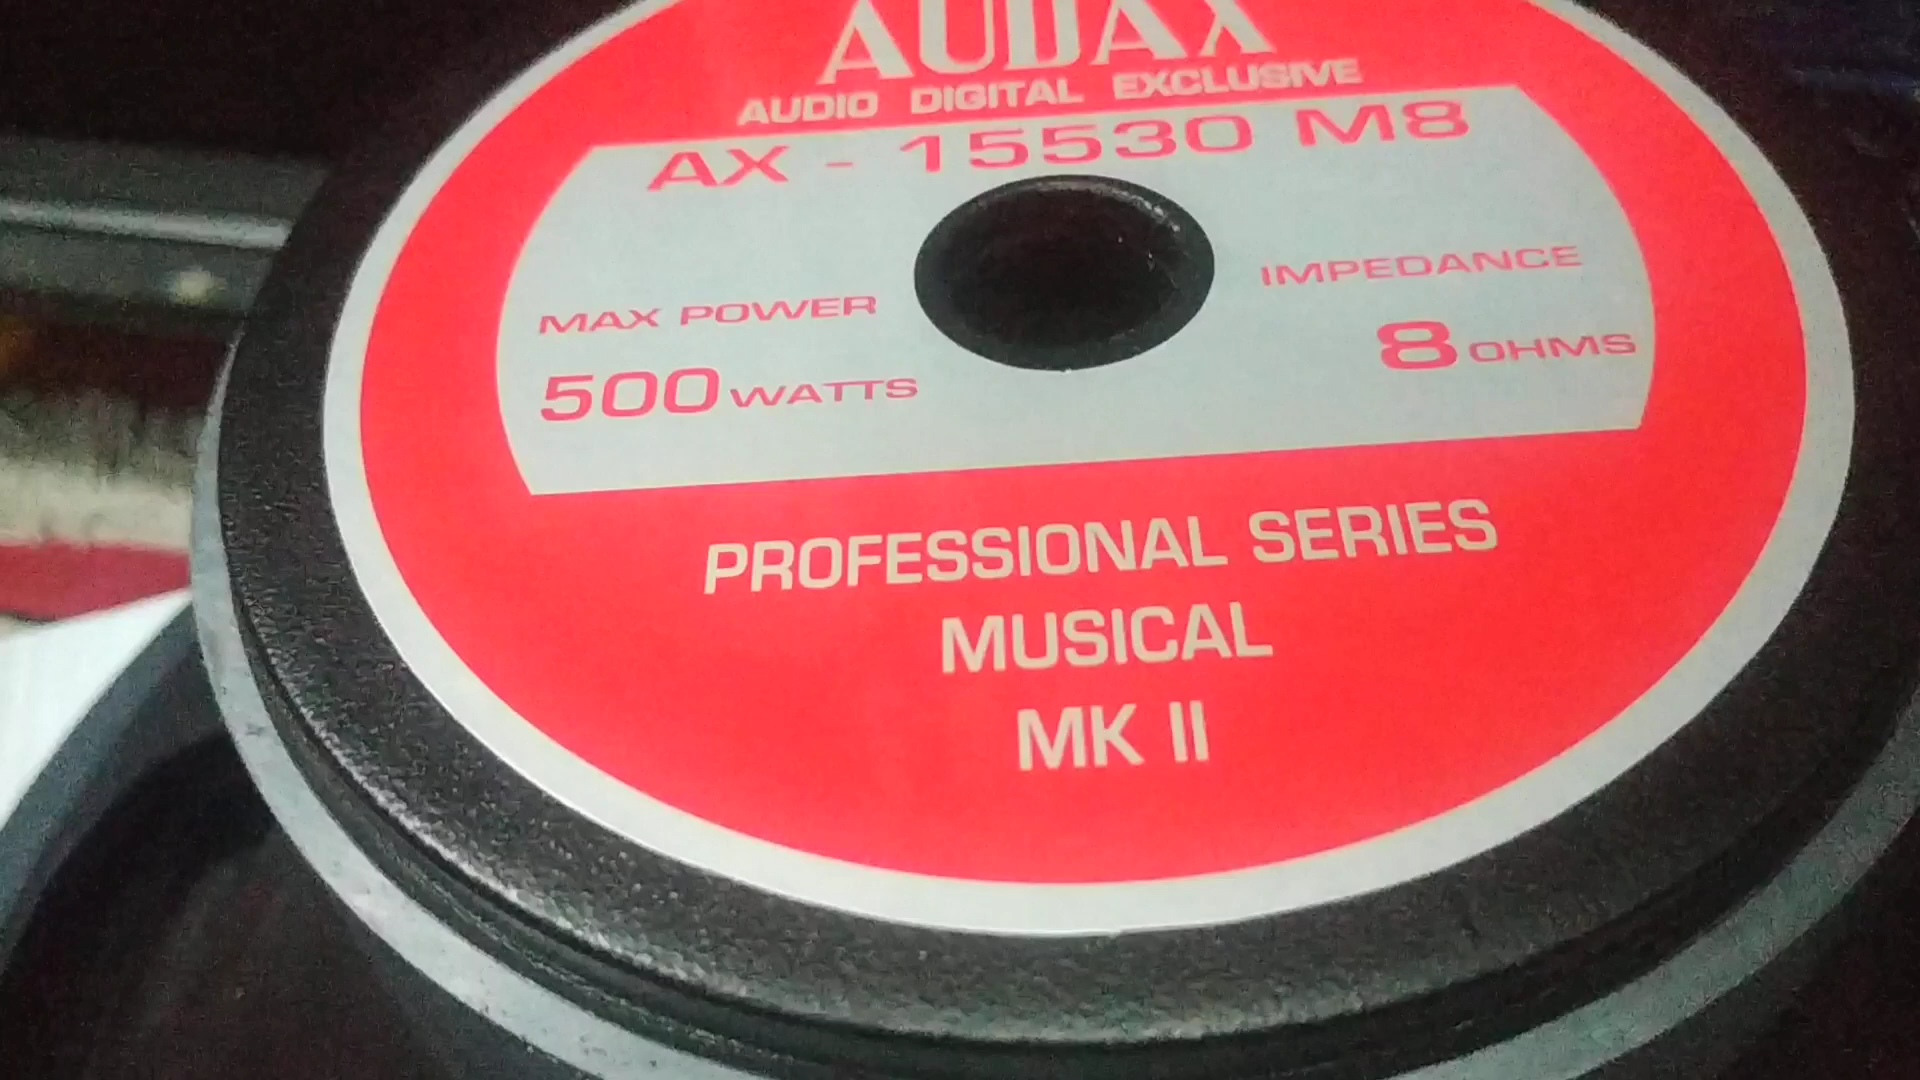 AUDAX
AUDIO DIGITAL EXCLUSIVE
AX - 15530 M8
MAX POWER
500 WATTS
IMPEDANCE
8 OHMS
PROFESSIONAL SERIES
MUSICAL
MK II